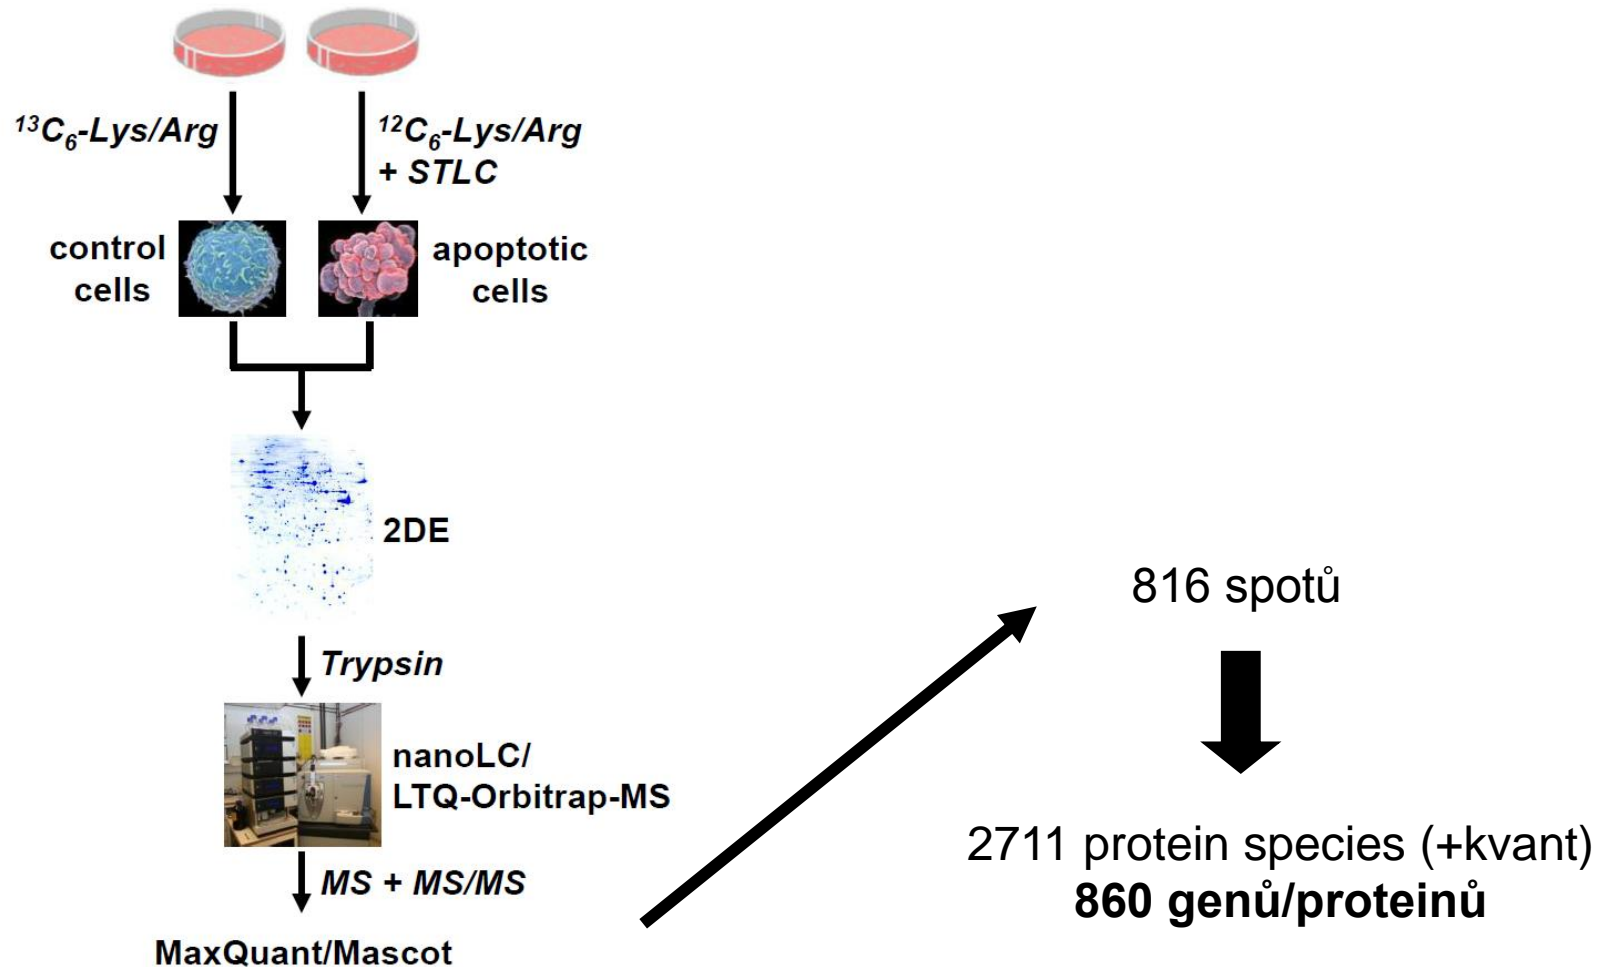 ¹³C₆-Lys/Arg
¹²C₆-Lys/Arg
+ STLC
control
cells
apoptotic
cells
2DE
Trypsin
nanoLC/
LTQ-Orbitrap-MS
MS + MS/MS
MaxQuant/Mascot
816 spotů
2711 protein species (+kvant)
860 genů/proteinů